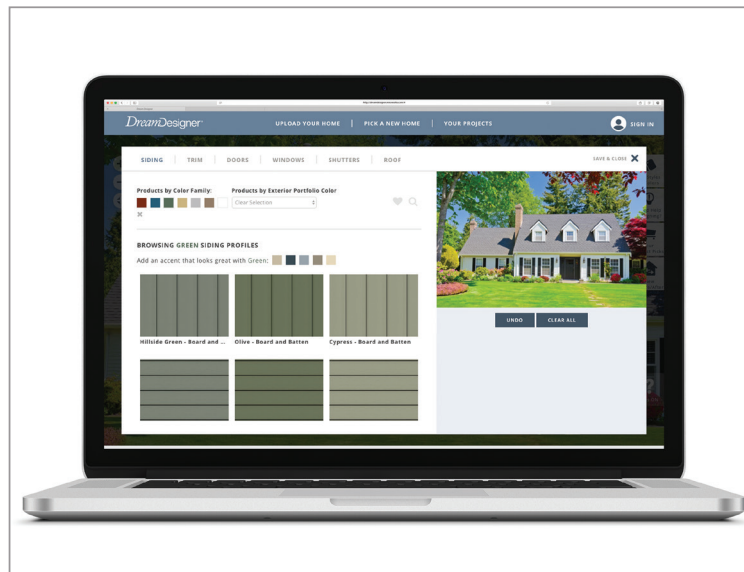 DreamDesigner
UPLOAD YOUR HOME | PICK A NEW HOME | YOUR PROJECTS
SIGN IN
SIDING | TRIM | DOORS | WINDOWS | SHUTTERS | ROOF
SAVE & CLOSE X
Products by Color Family:
Products by Exterior Portfolio Color
Clear Selection
BROWSING GREEN SIDING PROFILES
Add an accent that looks great with Green:
Hillside Green - Board and ...
Olive - Board and Batten
Cypress - Board and Batten
UNDO
CLEAR ALL